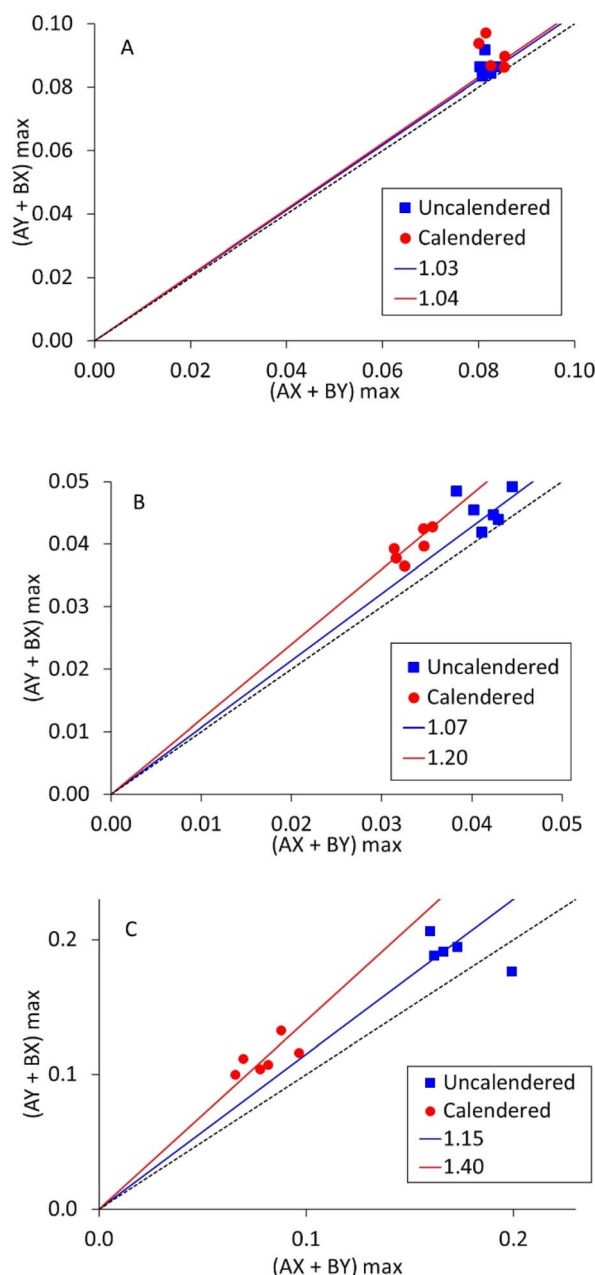 A
(AY + BX) max
0.10
0.08
0.06
0.04
0.02
0.00
Uncalendered
Calendered
1.03
1.04
0.00 0.02 0.04 0.06 0.08 0.10
(AX + BY) max
B
(AY + BX) max
0.05
0.04
0.03
0.02
0.01
0.00
Uncalendered
Calendered
1.07
1.20
0.00 0.01 0.02 0.03 0.04 0.05
(AX + BY) max
C
(AY + BX) max
0.2
0.1
0.0
Uncalendered
Calendered
1.15
1.40
0.0 0.1 0.2
(AX + BY) max